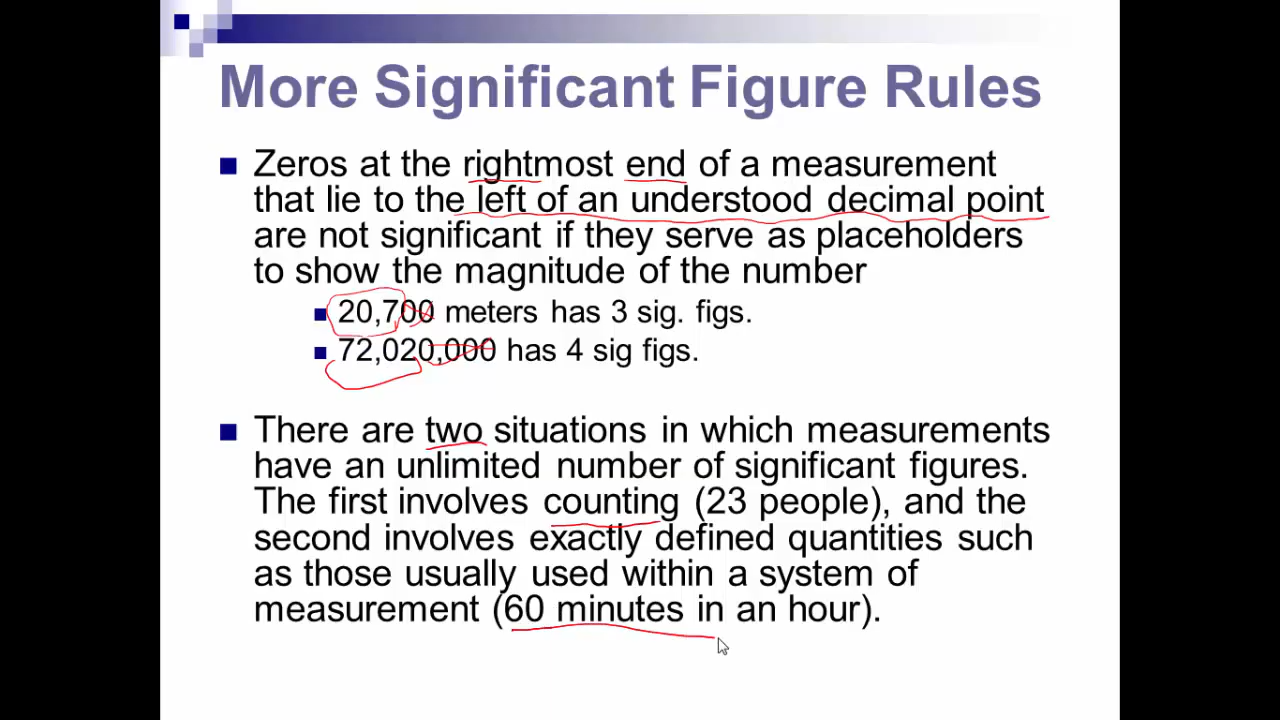 More Significant Figure Rules
Zeros at the rightmost end of a measurement
that lie to the left of an understood decimal point
are not significant if they serve as placeholders
to show the magnitude of the number
20,700 meters has 3 sig. figs.
72,020,000 has 4 sig figs.
There are two situations in which measurements
have an unlimited number of significant figures.
The first involves counting (23 people), and the
second involves exactly defined quantities such
as those usually used within a system of
measurement (60 minutes in an hour).